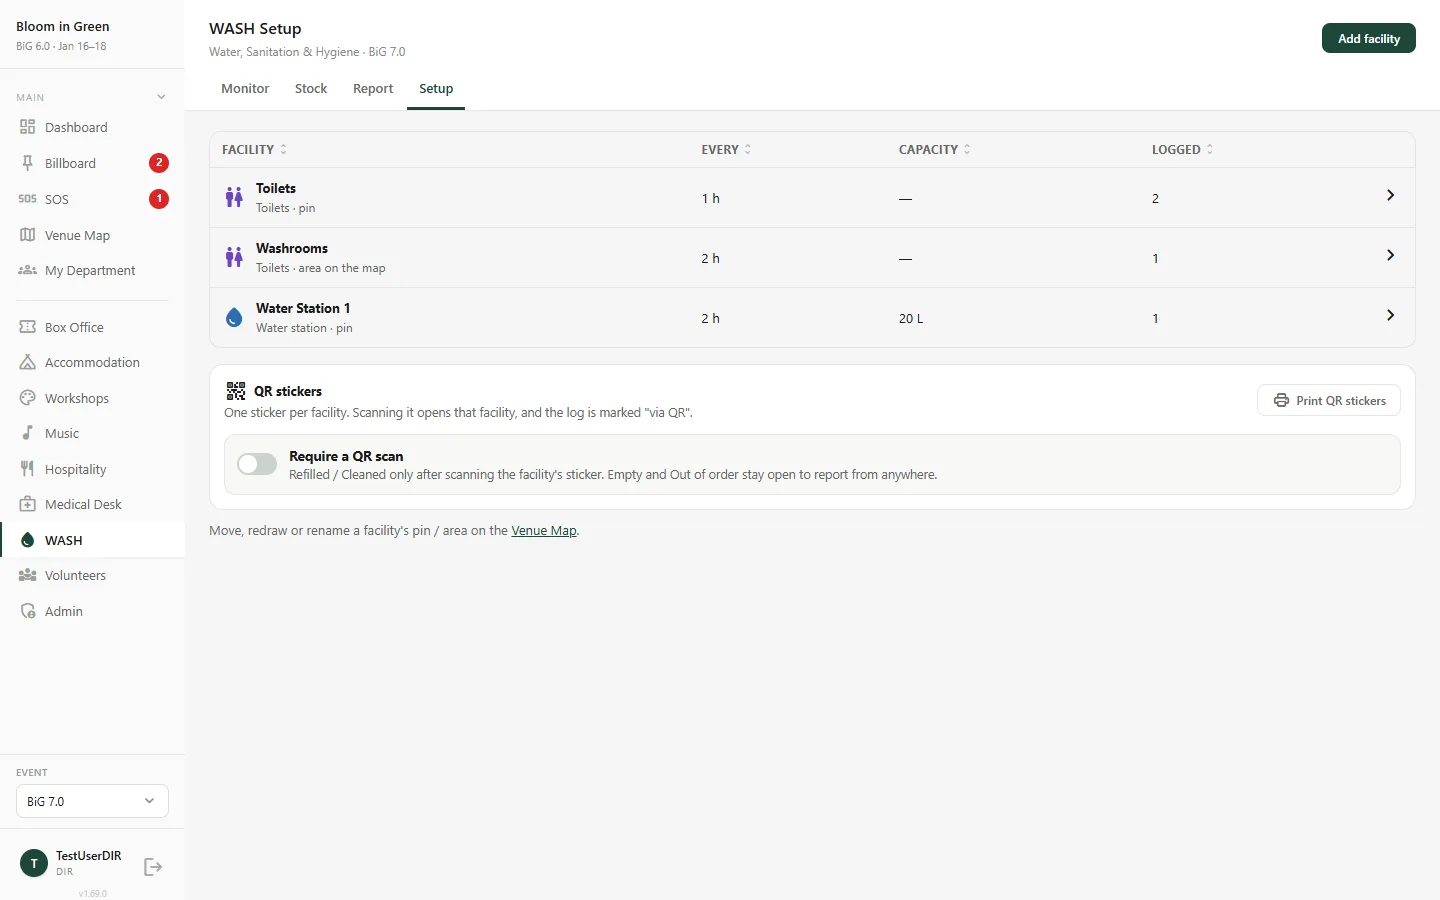 Bloom in Green
BiG 6.0 · Jan 16–18
MAIN
Dashboard
Billboard 2
SOS SOS 1
Venue Map
My Department
Box Office
Accommodation
Workshops
Music
Hospitality
Medical Desk
WASH
Volunteers
Admin
EVENT
BiG 7.0
T
TestUserDIR
DIR
v1.69.0
WASH Setup
Water, Sanitation & Hygiene · BiG 7.0
Add facility
Monitor Stock Report Setup
FACILITY EVERY CAPACITY LOGGED
Toilets
Toilets · pin
1 h — 2
Washrooms
Toilets · area on the map
2 h — 1
Water Station 1
Water station · pin
2 h 20 L 1
QR stickers
One sticker per facility. Scanning it opens that facility, and the log is marked "via QR".
Print QR stickers
Require a QR scan
Refilled / Cleaned only after scanning the facility's sticker. Empty and Out of order stay open to report from anywhere.
Move, redraw or rename a facility's pin / area on the Venue Map.